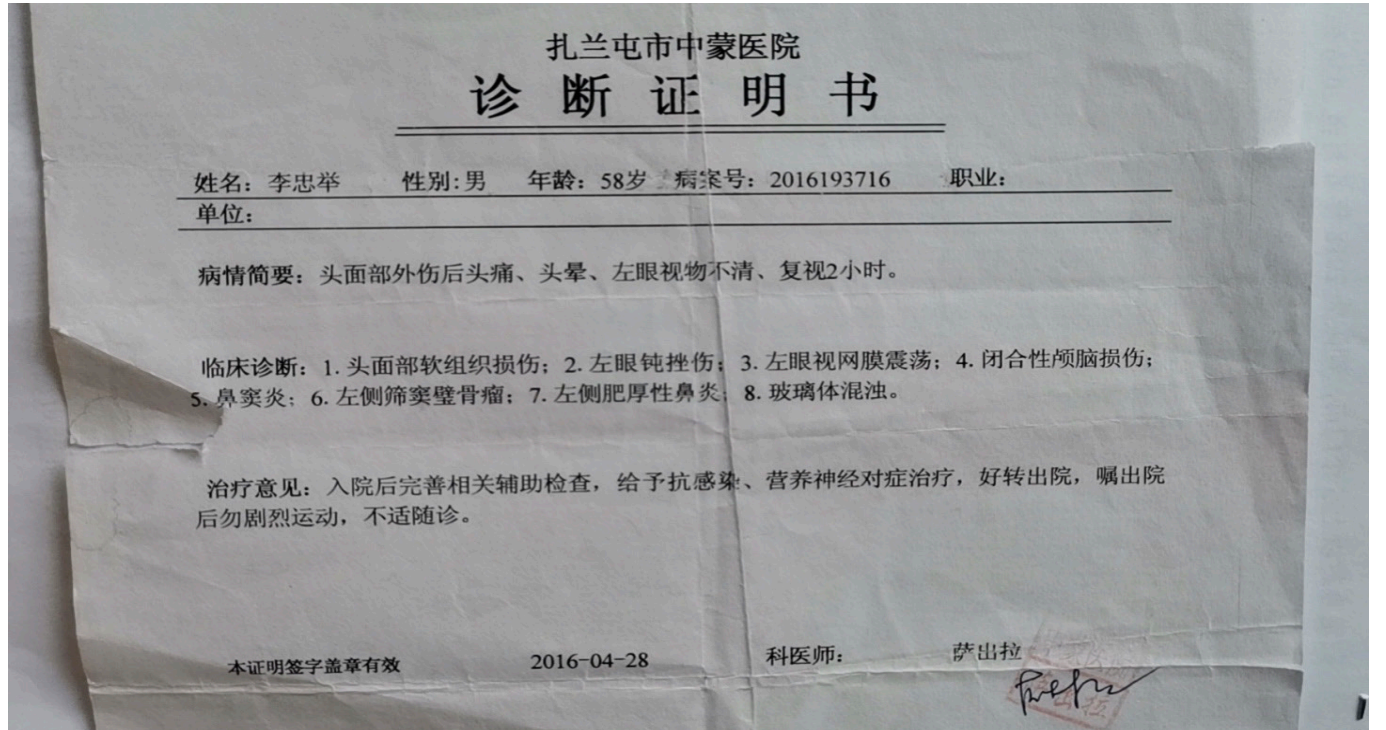 扎兰屯市中蒙医院
诊断证明书
姓名：李忠举 性别:男 年龄：58岁 病案号：2016193716 职业：
单位：
病情简要：头面部外伤后头痛、头晕、左眼视物不清、复视2小时。
临床诊断：1. 头面部软组织损伤；2. 左眼钝挫伤；3. 左眼视网膜震荡；4. 闭合性颅脑损伤；
5. 鼻窦炎；6. 左侧筛窦璧骨瘤；7. 左侧肥厚性鼻炎；8. 玻璃体混浊。
治疗意见：入院后完善相关辅助检查，给予抗感染、营养神经对症治疗，好转出院，嘱出院
后勿剧烈运动，不适随诊。
本证明签字盖章有效 2016-04-28 科医师： 萨出拉